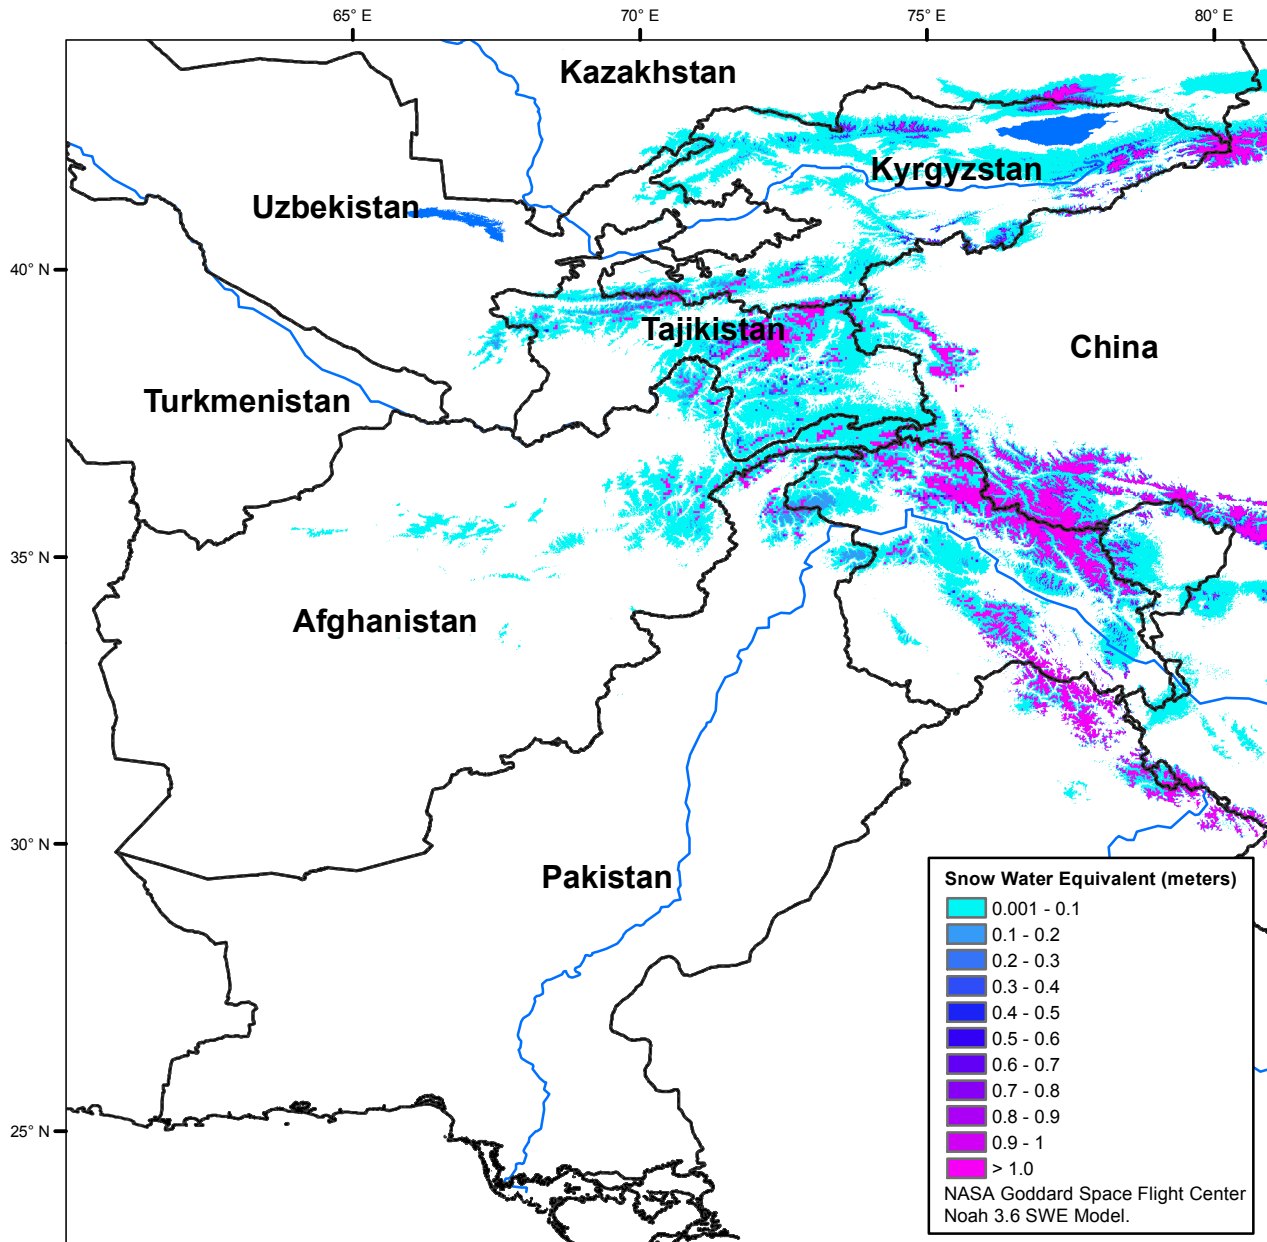 65° E
70° E
75° E
80° E
Kazakhstan
Kyrgyzstan
Uzbekistan
40° N
Tajikistan
China
Turkmenistan
35° N
Afghanistan
30° N
Pakistan
25° N
Snow Water Equivalent (meters)
0.001 - 0.1
0.1 - 0.2
0.2 - 0.3
0.3 - 0.4
0.4 - 0.5
0.5 - 0.6
0.6 - 0.7
0.7 - 0.8
0.8 - 0.9
0.9 - 1
> 1.0
NASA Goddard Space Flight Center
Noah 3.6 SWE Model.